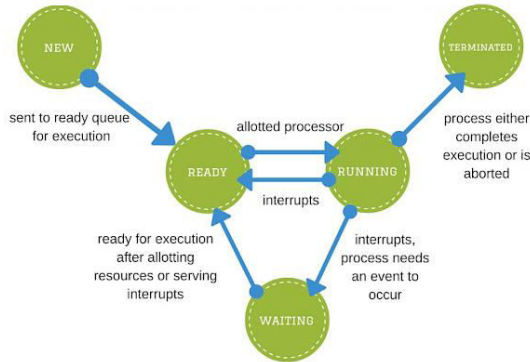 NEW
TERMINATED
sent to ready queue
for execution
allotted processor
process either
completes
execution or is
aborted
READY
RUNNING
interrupts
ready for execution
after allotting
resources or serving
interrupts
interrupts,
process needs
an event to
occur
WAITING